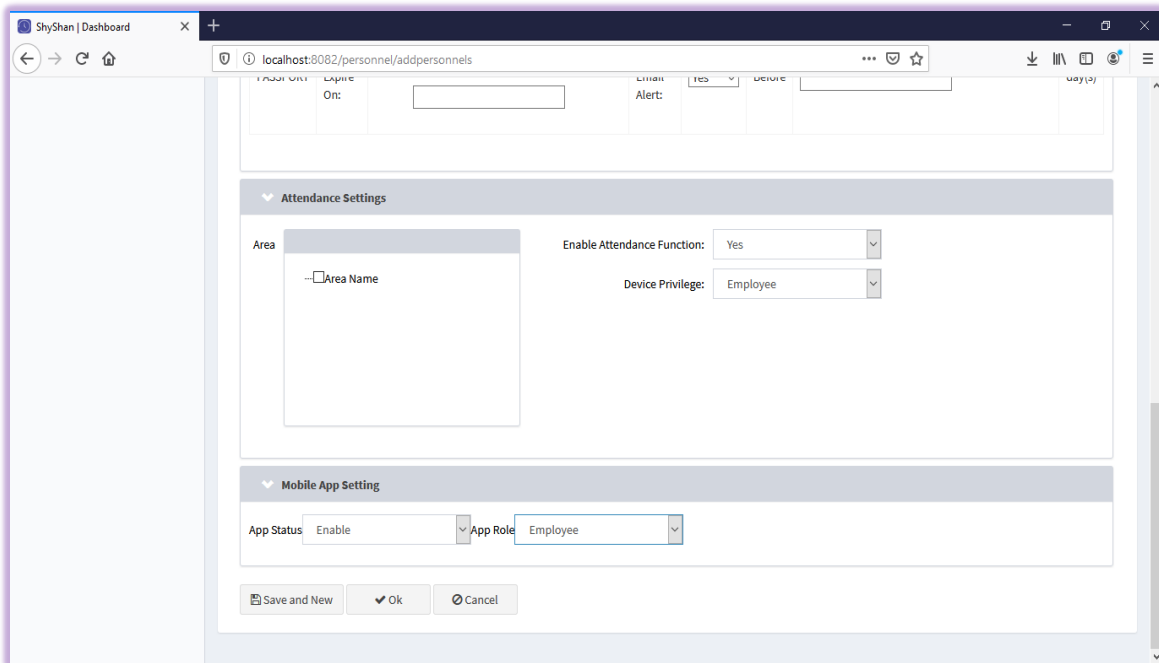 ShyShan | Dashboard
localhost:8082/personnel/addpersonnels
PASSPORT Expire On: Email Alert: Yes Before day(s)
Attendance Settings
Area
Area Name
Enable Attendance Function: Yes
Device Privilege: Employee
Mobile App Setting
App Status Enable App Role Employee
Save and New Ok Cancel